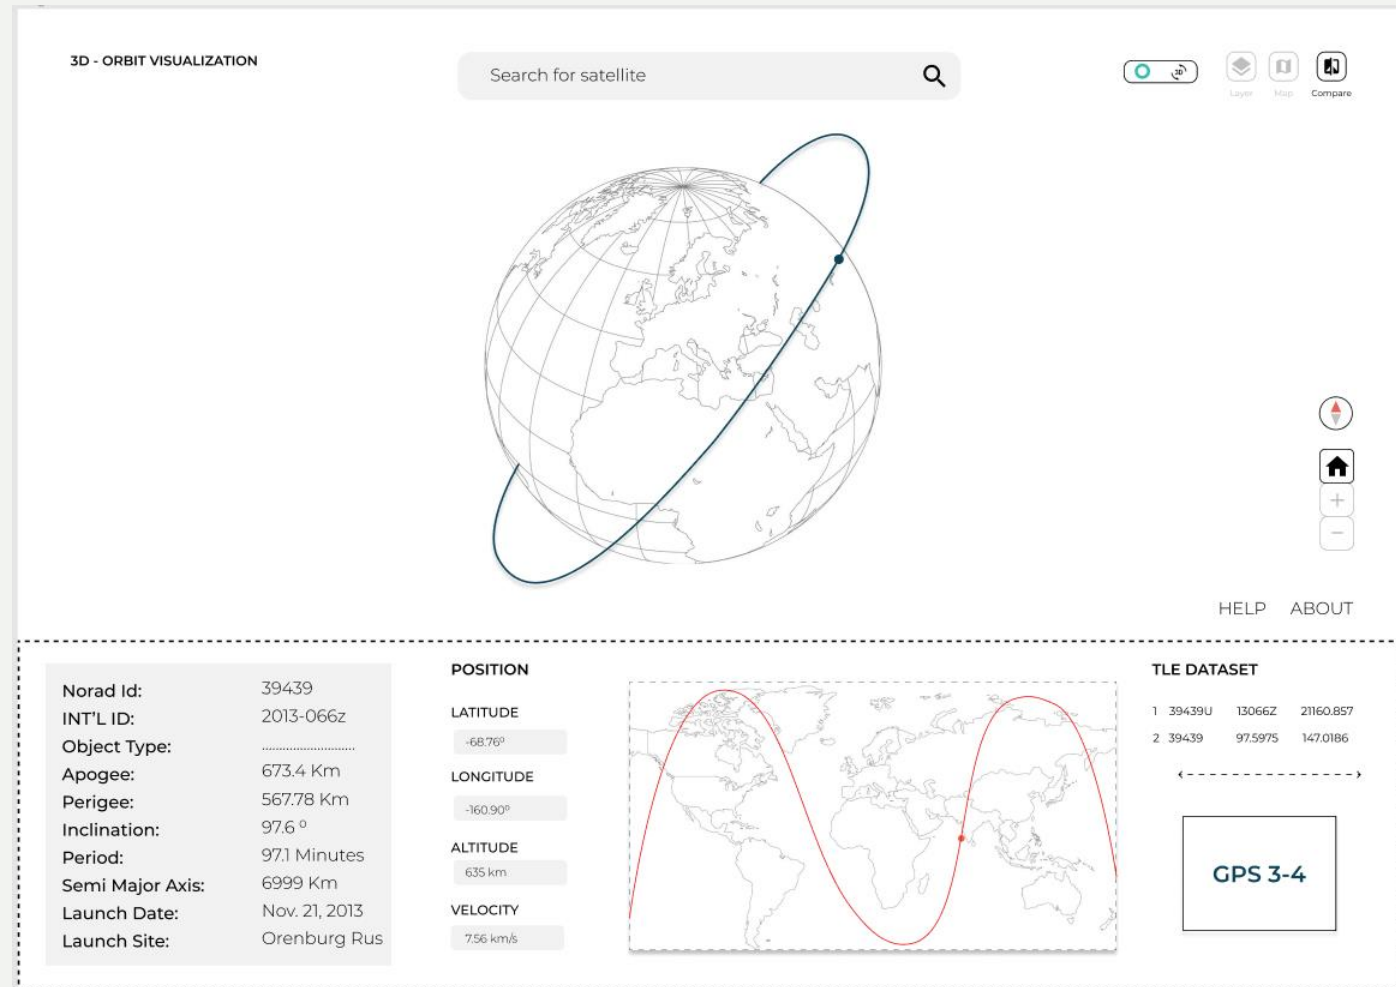 3D - ORBIT VISUALIZATION
Search for satellite
3D
Layer Map Compare
HELP ABOUT
Norad Id: 39439
INT'L ID: 2013-066z
Object Type: ...........................
Apogee: 673.4 Km
Perigee: 567.78 Km
Inclination: 97.6 º
Period: 97.1 Minutes
Semi Major Axis: 6999 Km
Launch Date: Nov. 21, 2013
Launch Site: Orenburg Rus
POSITION
LATITUDE
-68.76º
LONGITUDE
-160.90º
ALTITUDE
635 km
VELOCITY
7.56 km/s
TLE DATASET
1 39439U 13066Z 21160.857
2 39439 97.5975 147.0186
GPS 3-4